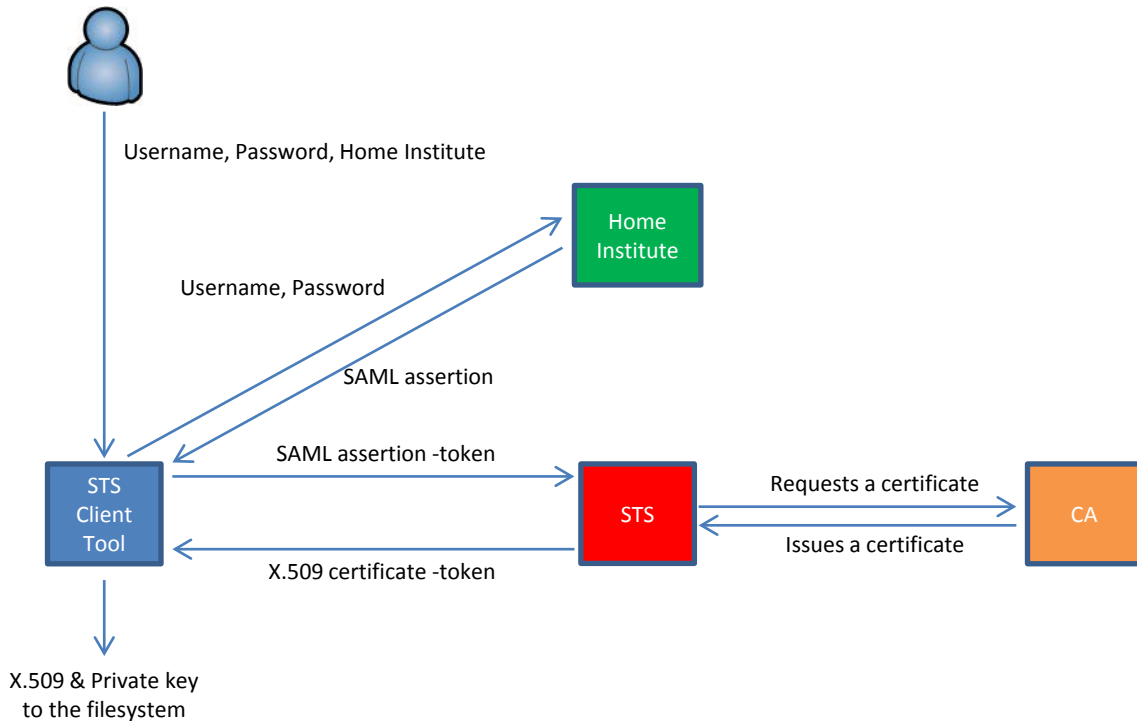 Username, Password, Home Institute
Home
Institute
Username, Password
SAML assertion
SAML assertion -token
STS
Client
Tool
STS
Requests a certificate
CA
Issues a certificate
X.509 certificate -token
X.509 & Private key
to the filesystem